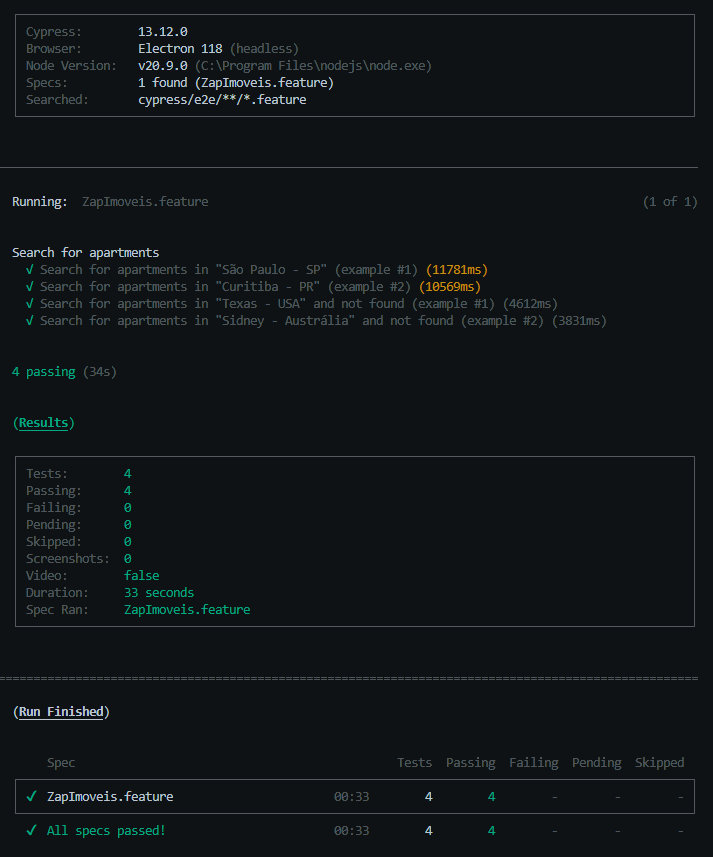 Cypress: 13.12.0
Browser: Electron 118 (headless)
Node Version: v20.9.0 (C:\Program Files\nodejs\node.exe)
Specs: 1 found (ZapImoveis.feature)
Searched: cypress/e2e/**/*.feature
Running: ZapImoveis.feature (1 of 1)
Search for apartments
✓ Search for apartments in "São Paulo - SP" (example #1) (11781ms)
✓ Search for apartments in "Curitiba - PR" (example #2) (10569ms)
✓ Search for apartments in "Texas - USA" and not found (example #1) (4612ms)
✓ Search for apartments in "Sidney - Austrália" and not found (example #2) (3831ms)
4 passing (34s)
(Results)
Tests: 4
Passing: 4
Failing: 0
Pending: 0
Skipped: 0
Screenshots: 0
Video: false
Duration: 33 seconds
Spec Ran: ZapImoveis.feature
(Run Finished)
Spec Tests Passing Failing Pending Skipped
✓ ZapImoveis.feature 00:33 4 4 - - -
✓ All specs passed! 00:33 4 4 - - -